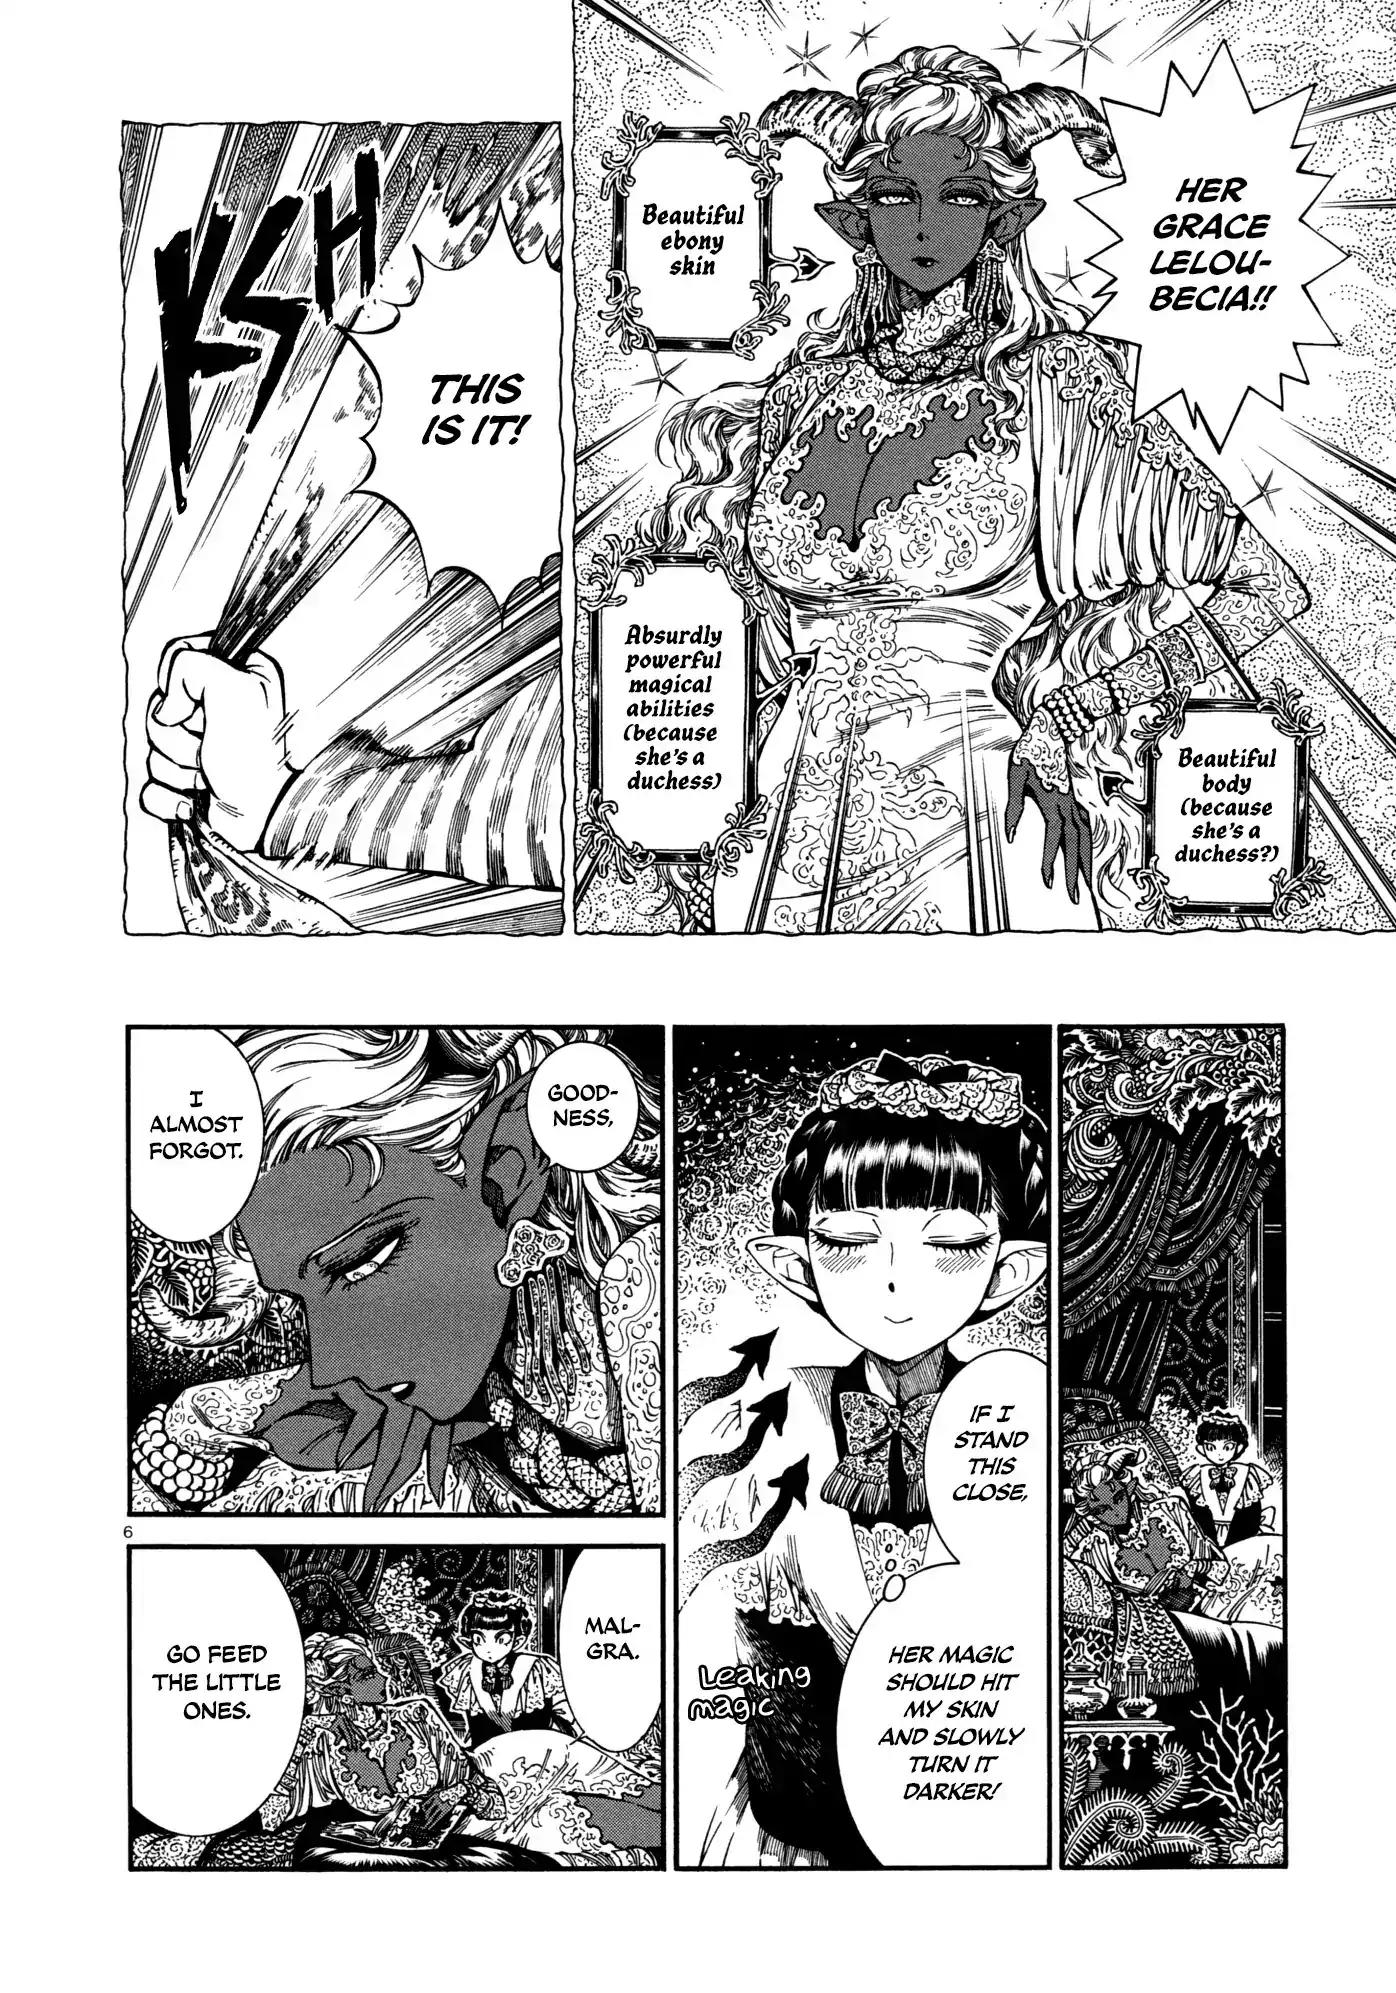 HER
GRACE
LELOU-
BECIA!!
Beautiful
ebony
skin
Absurdly
powerful
magical
abilities
(because
she's a
duchess)
Beautiful
body
(because
she's a
duchess?)
THIS
IS IT!
KSH
IF I
STAND
THIS
CLOSE,
HER MAGIC
SHOULD HIT
MY SKIN
AND SLOWLY
TURN IT
DARKER!
Leaking
magic
GOOD-
NESS,
I
ALMOST
FORGOT.
MAL-
GRA.
GO FEED
THE LITTLE
ONES.
6